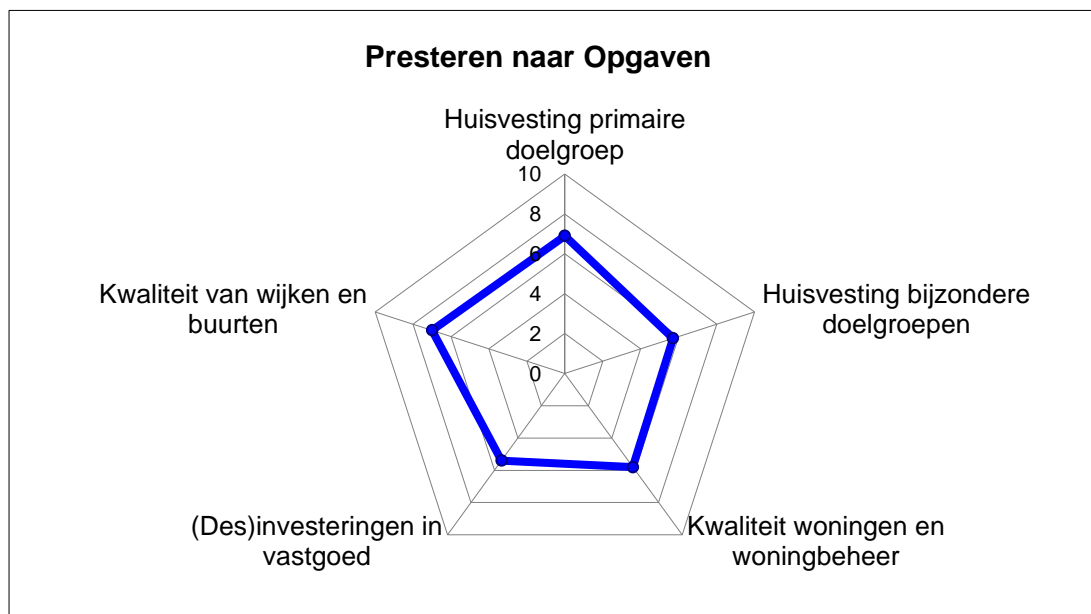 Presteren naar Opgaven
Huisvesting primaire
doelgroep
10
8
6
4
2
0
Huisvesting bijzondere
doelgroepen
Kwaliteit woningen en
woningbeheer
(Des)investeringen in
vastgoed
Kwaliteit van wijken en
buurten